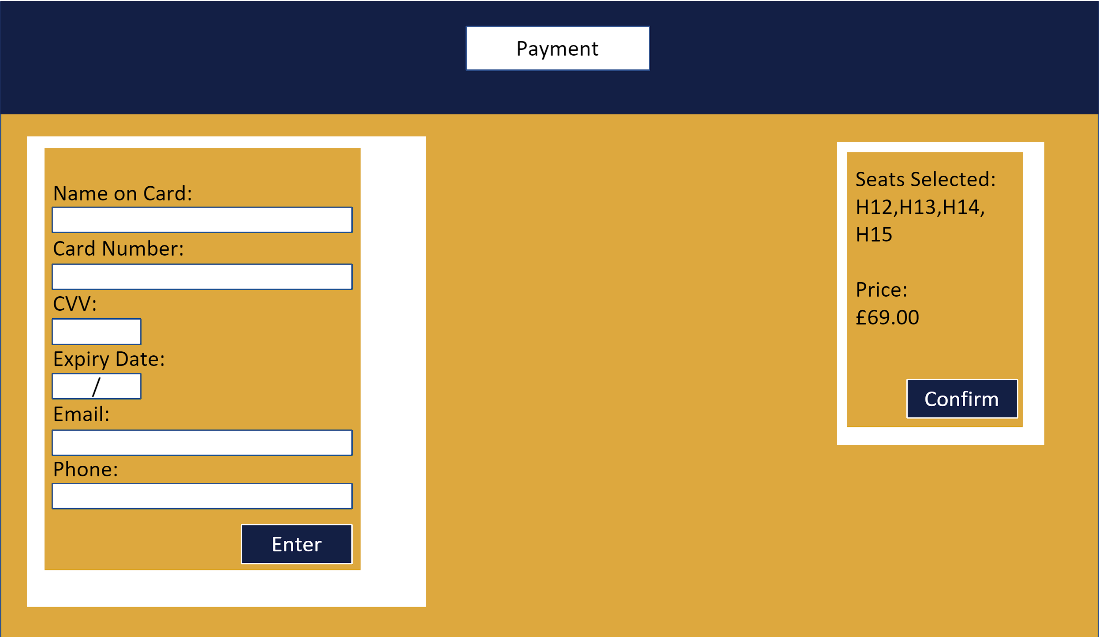 Payment
Name on Card:
Card Number:
CVV:
Expiry Date:
/
Email:
Phone:
Enter
Seats Selected:
H12,H13,H14,
H15
Price:
£69.00
Confirm